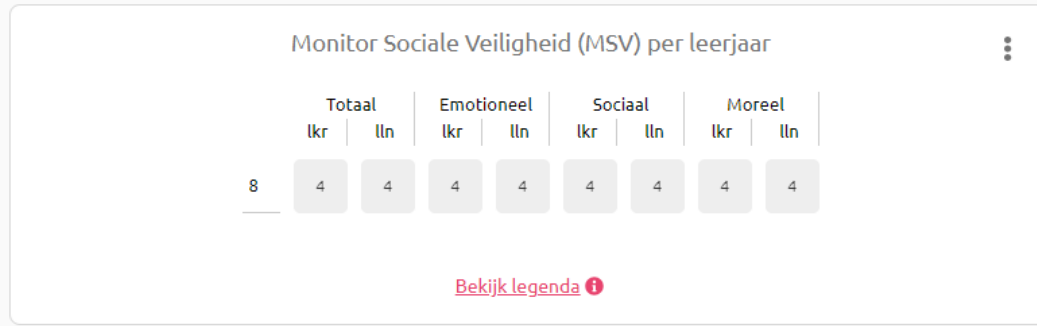 Monitor Sociale Veiligheid (MSV) per leerjaar
Totaal Emotioneel Sociaal Moreel
lkr lln lkr lln lkr lln lkr lln
8 4 4 4 4 4 4 4 4
Bekijk legenda